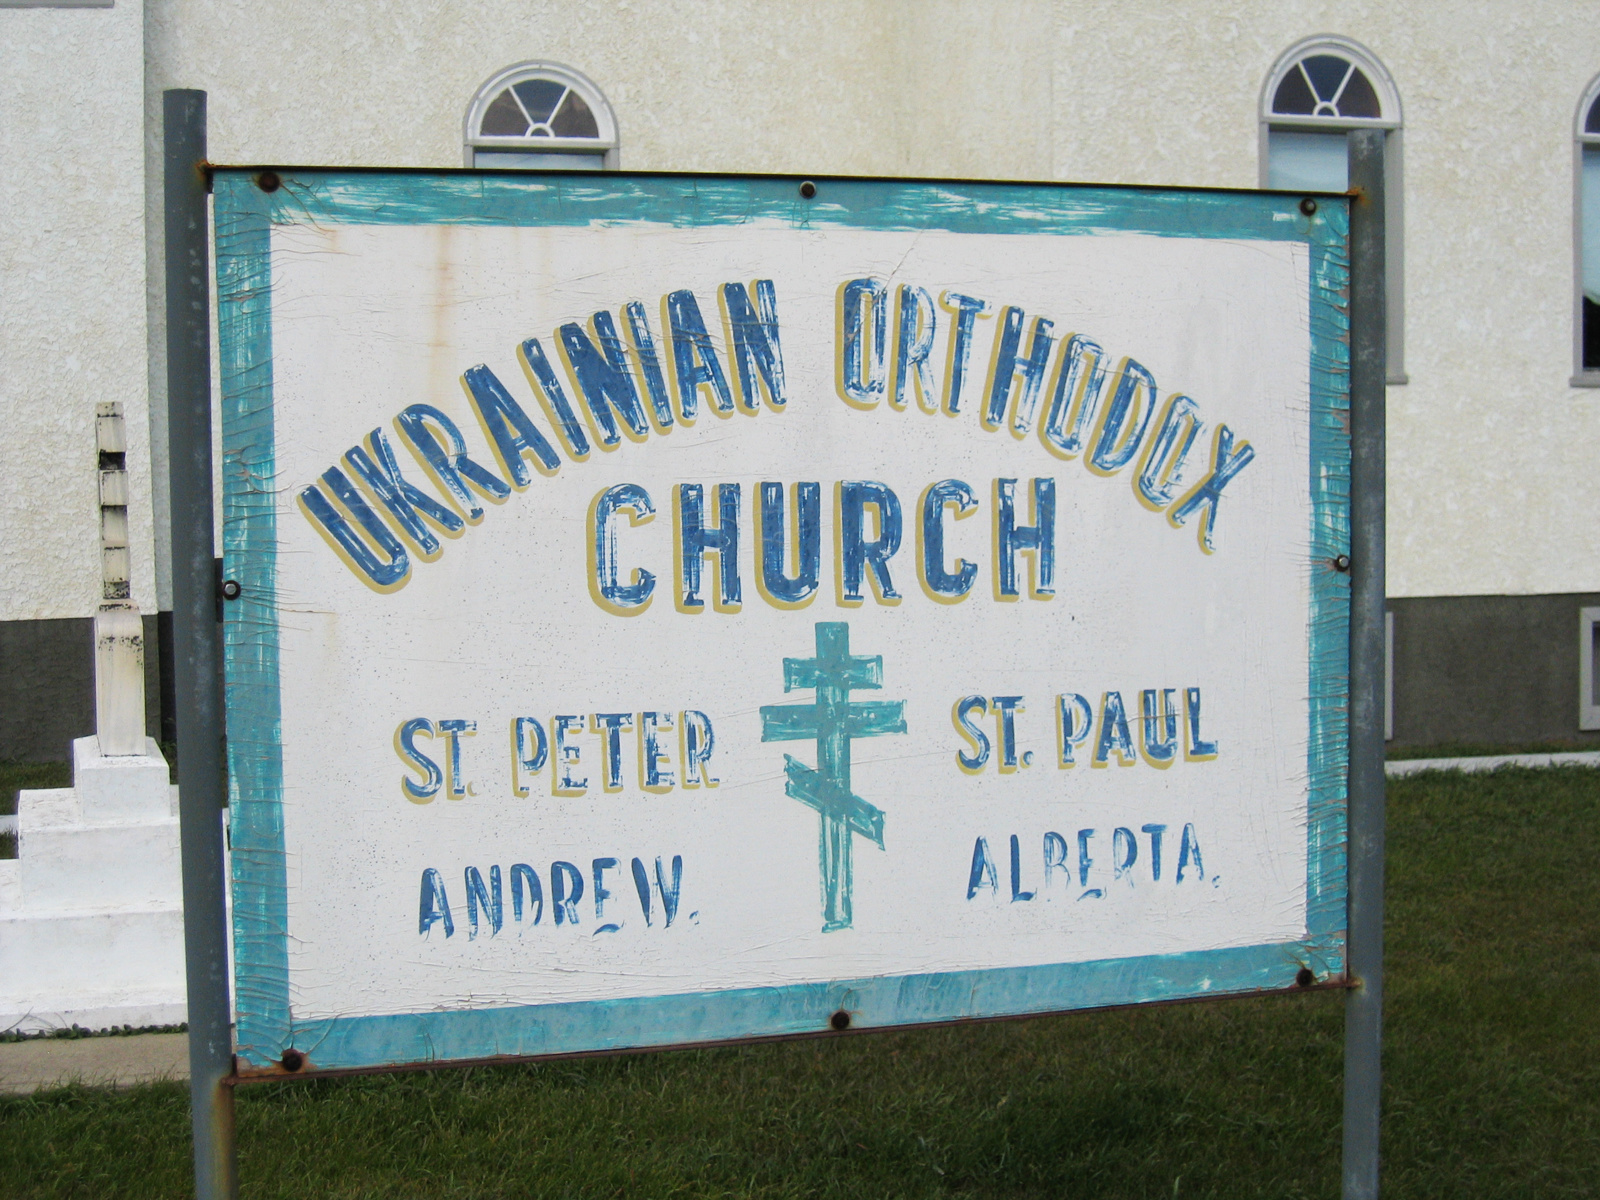 UKRAINIAN ORTHODOX
CHURCH
ST. PETER ST. PAUL
ANDREW. ALBERTA.